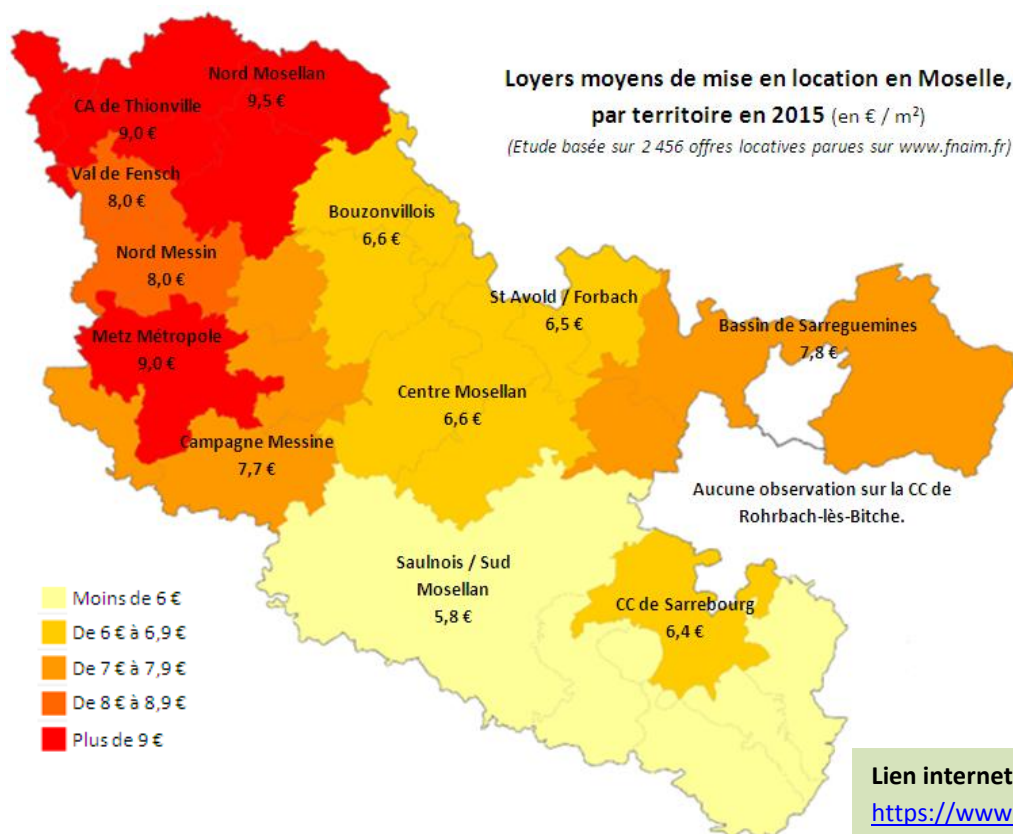 Loyers moyens de mise en location en Moselle,
par territoire en 2015 (en € / m²)
(Etude basée sur 2 456 offres locatives parues sur www.fnaim.fr)
Nord Mosellan
9,5 €
CA de Thionville
9,0 €
Val de Fensch
8,0 €
Bouzonvillois
6,6 €
Nord Messin
8,0 €
St Avold / Forbach
6,5 €
Bassin de Sarreguemines
7,8 €
Metz Métropole
9,0 €
Centre Mosellan
6,6 €
Campagne Messine
7,7 €
Aucune observation sur la CC de
Rohrbach-lès-Bitche.
Saulnois / Sud
Mosellan
5,8 €
CC de Sarrebourg
6,4 €
Moins de 6 €
De 6 € à 6,9 €
De 7 € à 7,9 €
De 8 € à 8,9 €
Plus de 9 €
Lien internet
https://www